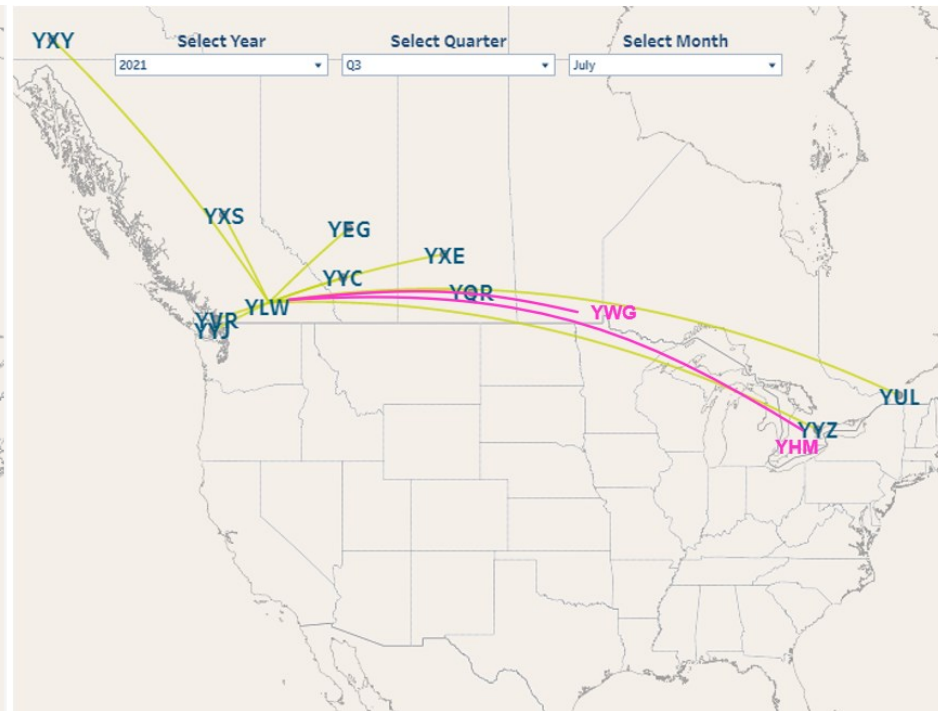 YXY
Select Year
Select Quarter
Select Month
2021
Q3
July
YXS
YEG
YXE
YYC
YQR
YLW
YWG
YVR
YYJ
YUL
YYZ
YHM